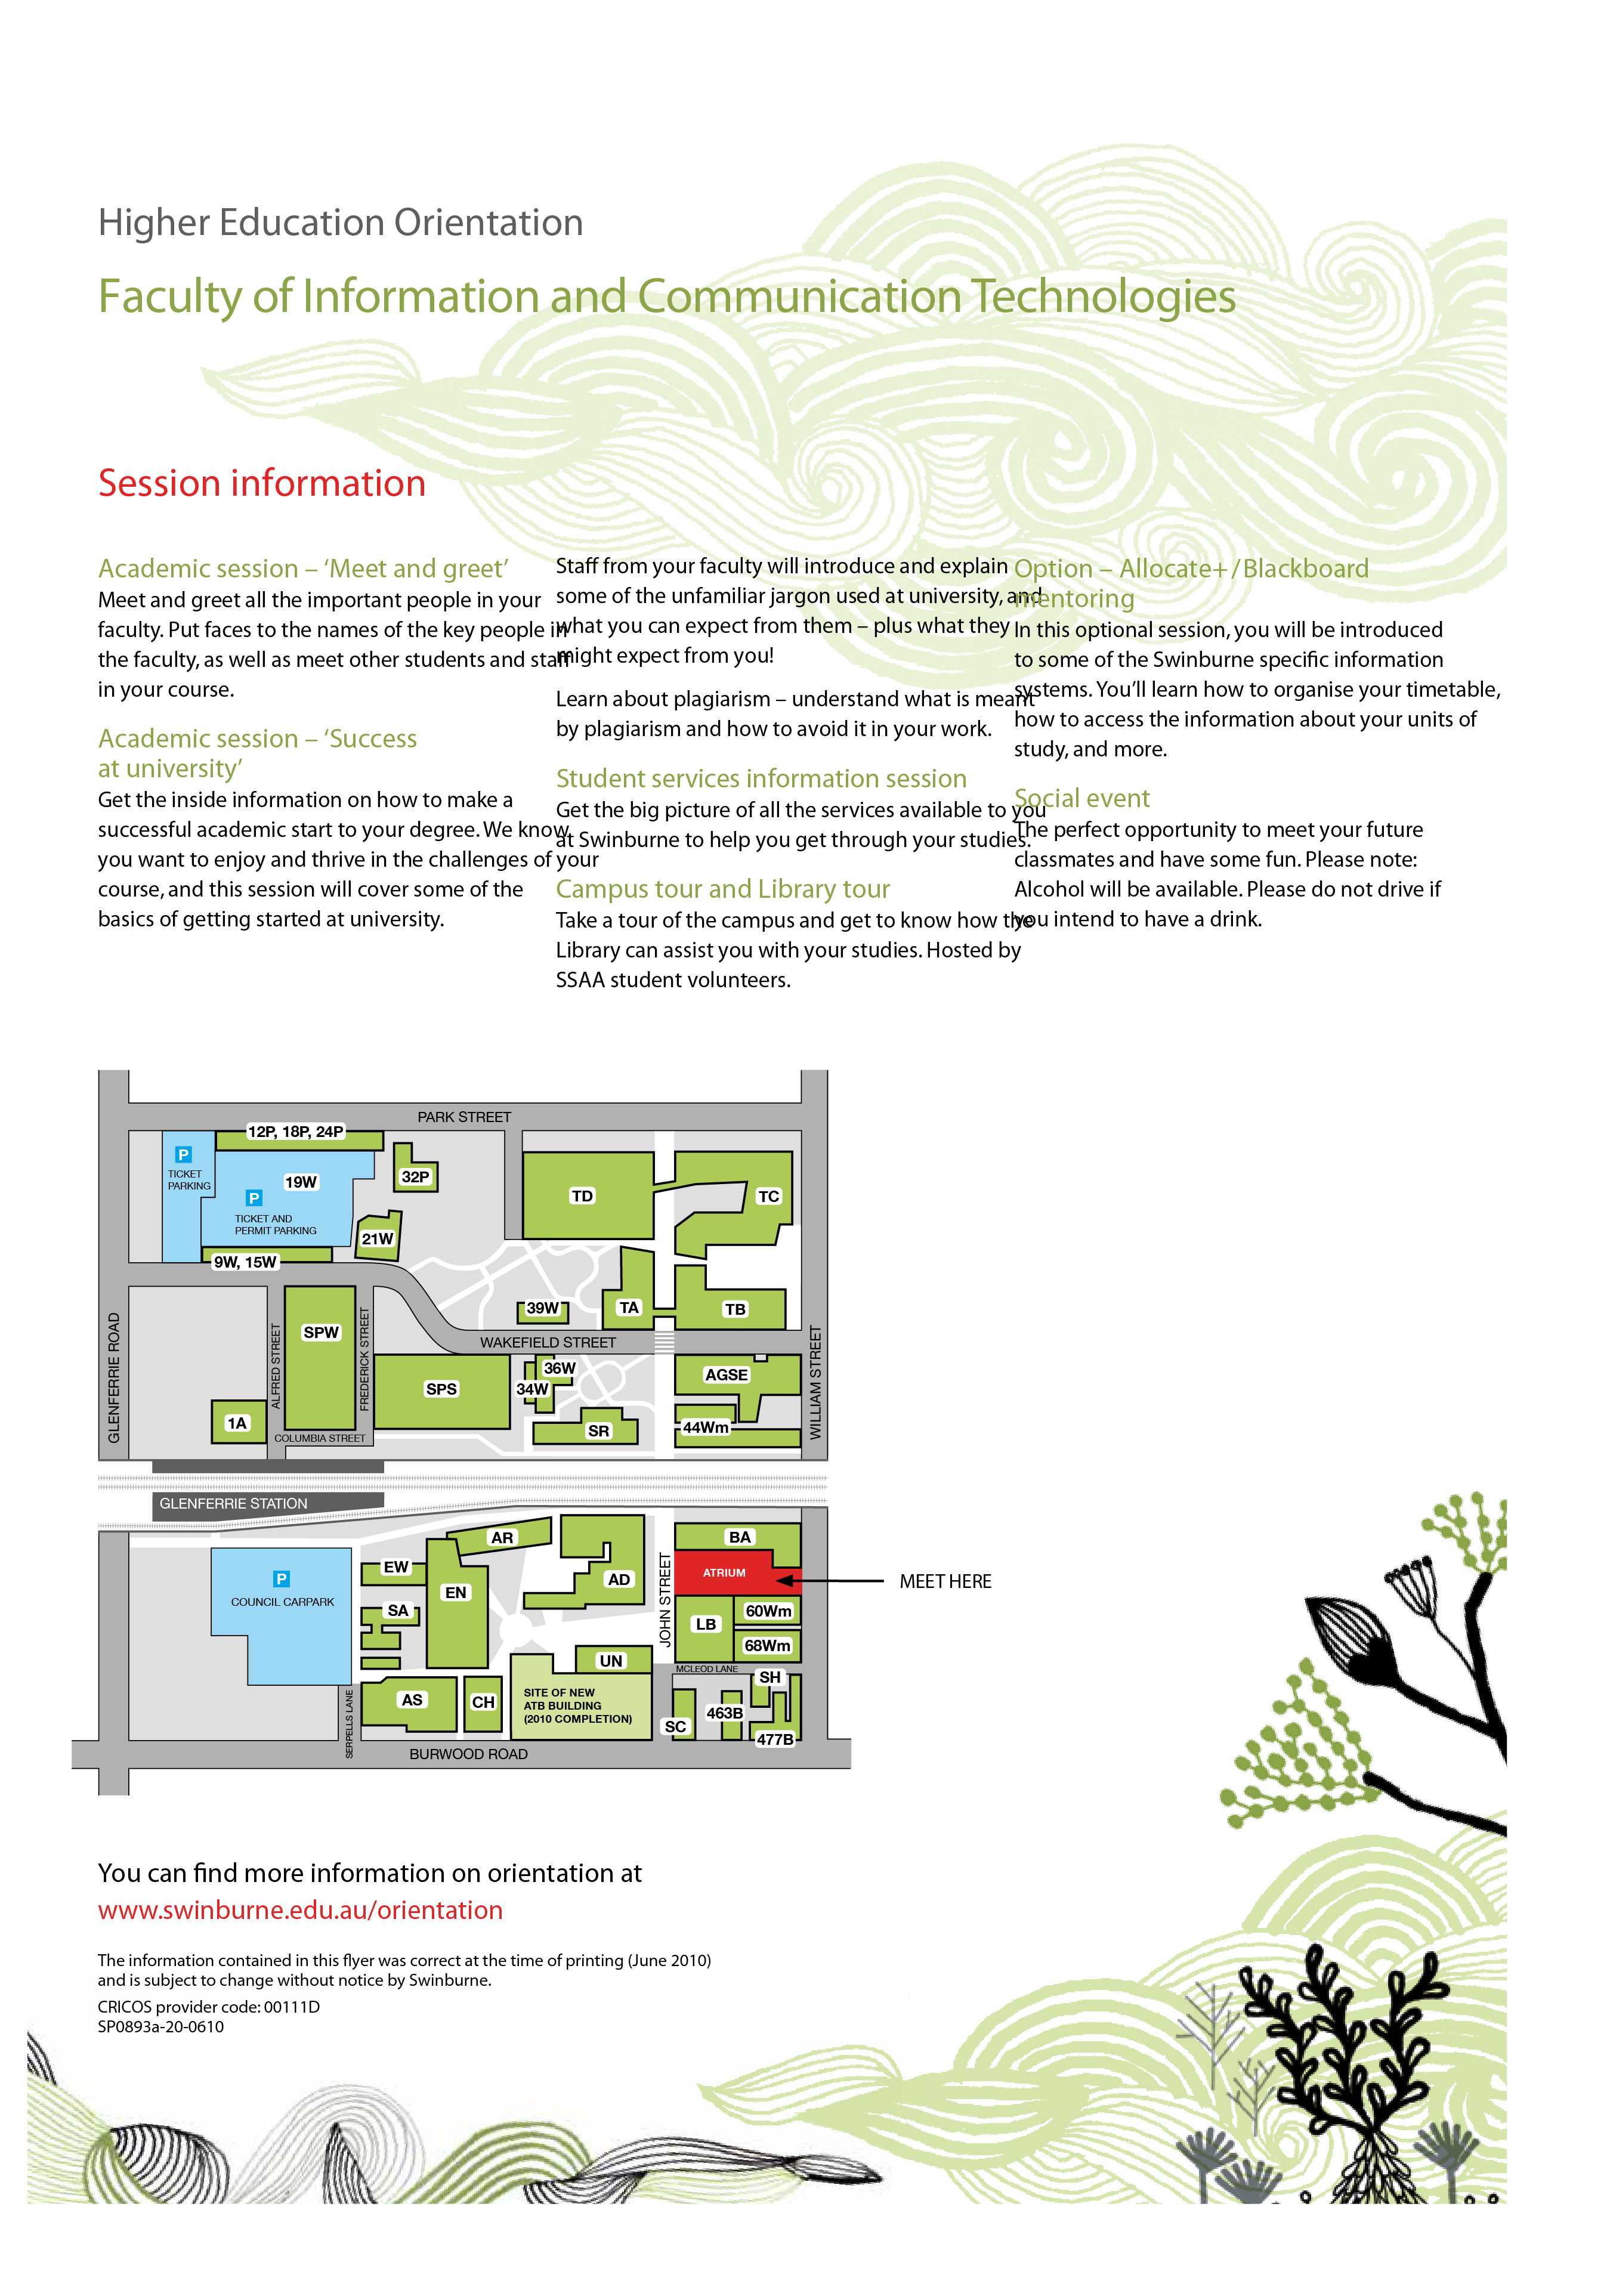 Higher Education Orientation
Faculty of Information and Communication Technologies
Session information
Academic session – ‘Meet and greet’
Meet and greet all the important people in your
faculty. Put faces to the names of the key people in
the faculty, as well as meet other students and staff
in your course.
Academic session – ‘Success
at university’
Get the inside information on how to make a
successful academic start to your degree. We know
you want to enjoy and thrive in the challenges of your
course, and this session will cover some of the
basics of getting started at university.
Staff from your faculty will introduce and explain
some of the unfamiliar jargon used at university, and
what you can expect from them – plus what they
might expect from you!
Learn about plagiarism – understand what is meant
by plagiarism and how to avoid it in your work.
Student services information session
Get the big picture of all the services available to you
at Swinburne to help you get through your studies.
Campus tour and Library tour
Take a tour of the campus and get to know how the
Library can assist you with your studies. Hosted by
SSAA student volunteers.
Option – Allocate+/Blackboard
mentoring
In this optional session, you will be introduced
to some of the Swinburne specific information
systems. You’ll learn how to organise your timetable,
how to access the information about your units of
study, and more.
Social event
The perfect opportunity to meet your future
classmates and have some fun. Please note:
Alcohol will be available. Please do not drive if
you intend to have a drink.
PARK STREET
12P, 18P, 24P
P
TICKET
PARKING
19W
P
TICKET AND
PERMIT PARKING
32P
21W
9W, 15W
TD
TC
39W
TA
TB
WAKEFIELD STREET
GLENFERRIE ROAD
ALFRED STREET
SPW
FREDERICK STREET
SPS
36W
34W
SR
AGSE
44Wm
WILLIAM STREET
1A
COLUMBIA STREET
GLENFERRIE STATION
AR
BA
EW
EN
AD
JOHN STREET
ATRIUM
MEET HERE
P
COUNCIL CARPARK
SA
LB
60Wm
68Wm
UN
MCLEOD LANE
SH
AS
CH
SITE OF NEW
ATB BUILDING
(2010 COMPLETION)
SC
463B
477B
SERPELLS LANE
BURWOOD ROAD
You can find more information on orientation at
www.swinburne.edu.au/orientation
The information contained in this flyer was correct at the time of printing (June 2010)
and is subject to change without notice by Swinburne.
CRICOS provider code: 00111D
SP0893a-20-0610